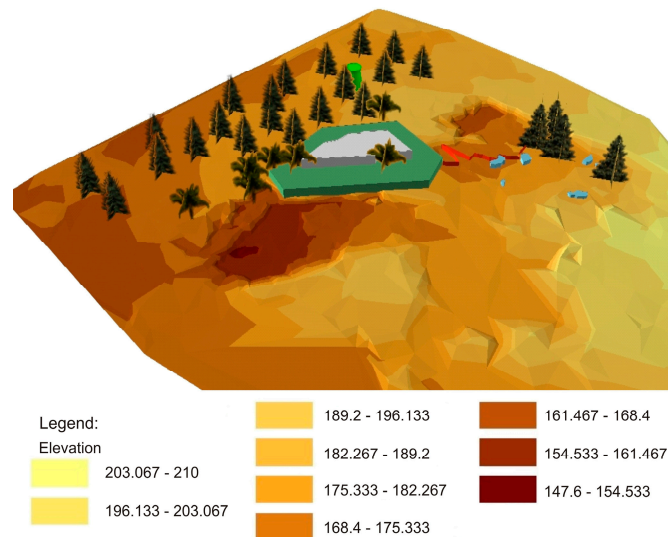 Legend:
Elevation
203.067 - 210
196.133 - 203.067
189.2 - 196.133
182.267 - 189.2
175.333 - 182.267
168.4 - 175.333
161.467 - 168.4
154.533 - 161.467
147.6 - 154.533